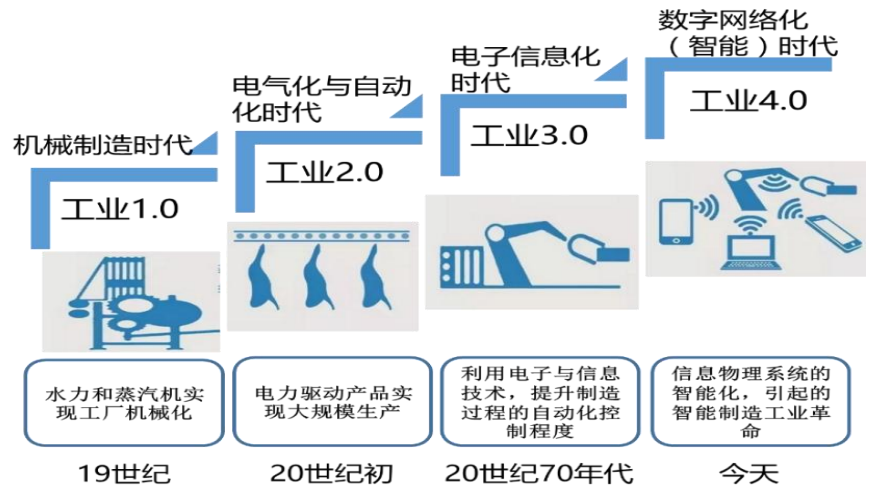 机械制造时代
工业1.0
水力和蒸汽机实
现工厂机械化
19世纪
电气化与自动
化时代
工业2.0
电力驱动产品实
现大规模生产
20世纪初
电子信息化
时代
工业3.0
利用电子与信息
技术，提升制造
过程的自动化控
制程度
20世纪70年代
数字网络化
（智能）时代
工业4.0
信息物理系统的
智能化，引起的
智能制造工业革
命
今天